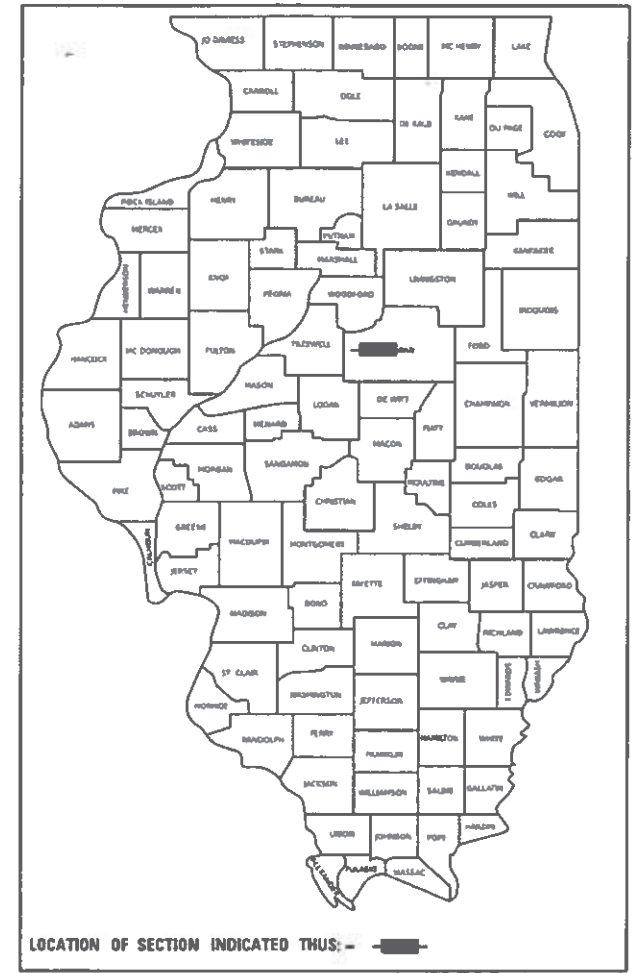 JO DAVIESS STEPHENSON WINNEBAGO BOONE MC HENRY LAKE
CARROLL OGLE DE KALB KANE DU PAGE COOK
WHITESIDE LEE KENDALL WILL
ROCK ISLAND HENRY BUREAU LA SALLE GRUNDY
MERCER PUTNAM
STARK MARSHALL KANKAKEE
HENDERSON WARREN KNOX PEORIA WOODFORD LIVINGSTON IROQUOIS
HANCOCK MC DONOUGH FULTON TAZEWELL FORD
MASON
SCHUYLER LOGAN DE WITT CHAMPAIGN VERMILION
ADAMS BROWN CASS MENARD MACON PIATT
PIKE SCOTT MORGAN SANGAMON MOULTRIE DOUGLAS EDGAR
CHRISTIAN COLES
CALHOUN GREENE MACOUPIN MONTGOMERY SHELBY CUMBERLAND CLARK
JERSEY FAYETTE EFFINGHAM JASPER CRAWFORD
MADISON BOND CLAY RICHLAND LAWRENCE
CLINTON MARION
ST CLAIR WAYNE EDWARDS WABASH
MONROE WASHINGTON JEFFERSON
RANDOLPH PERRY HAMILTON WHITE
FRANKLIN
JACKSON WILLIAMSON SALINE GALLATIN
UNION JOHNSON POPE HARDIN
ALEXANDER PULASKI MASSAC
LOCATION OF SECTION INDICATED THUS: -